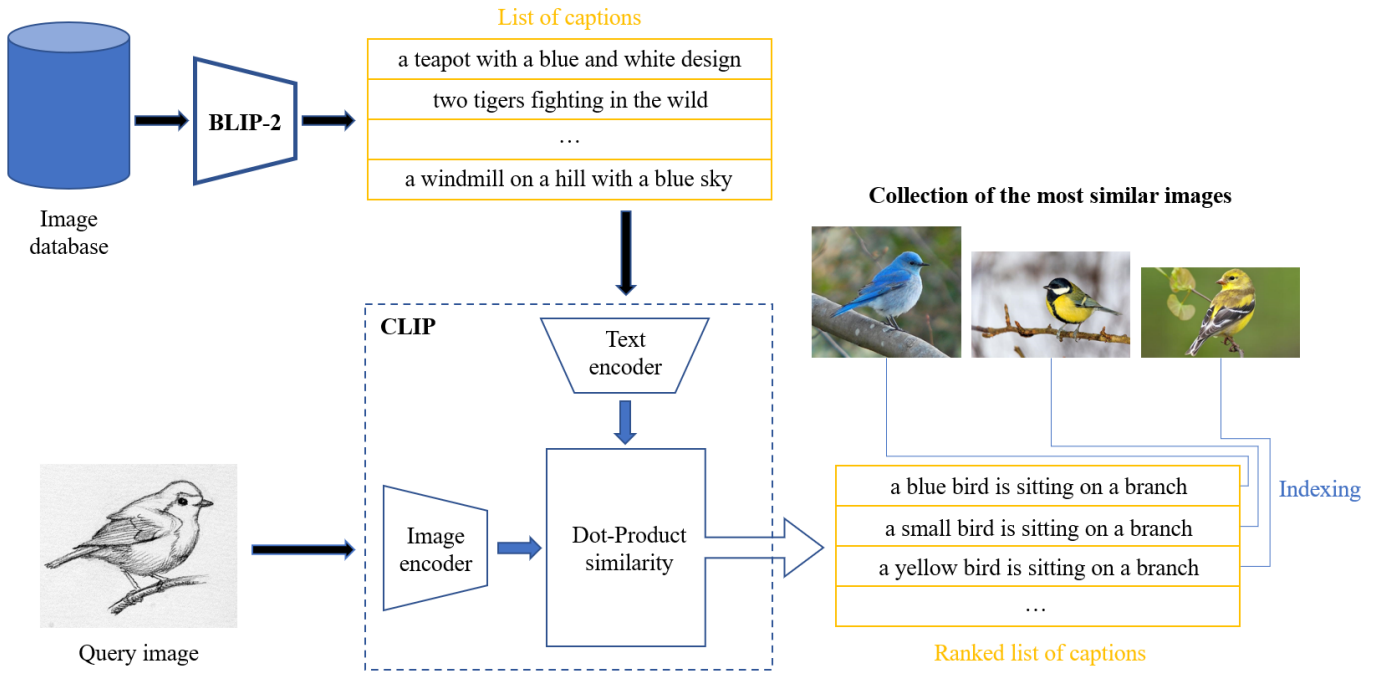 List of captions
a teapot with a blue and white design
two tigers fighting in the wild
…
a windmill on a hill with a blue sky
BLIP-2
Image
database
Collection of the most similar images
CLIP
Text
encoder
Image
encoder
Dot-Product
similarity
Query image
a blue bird is sitting on a branch
a small bird is sitting on a branch
a yellow bird is sitting on a branch
…
Indexing
Ranked list of captions